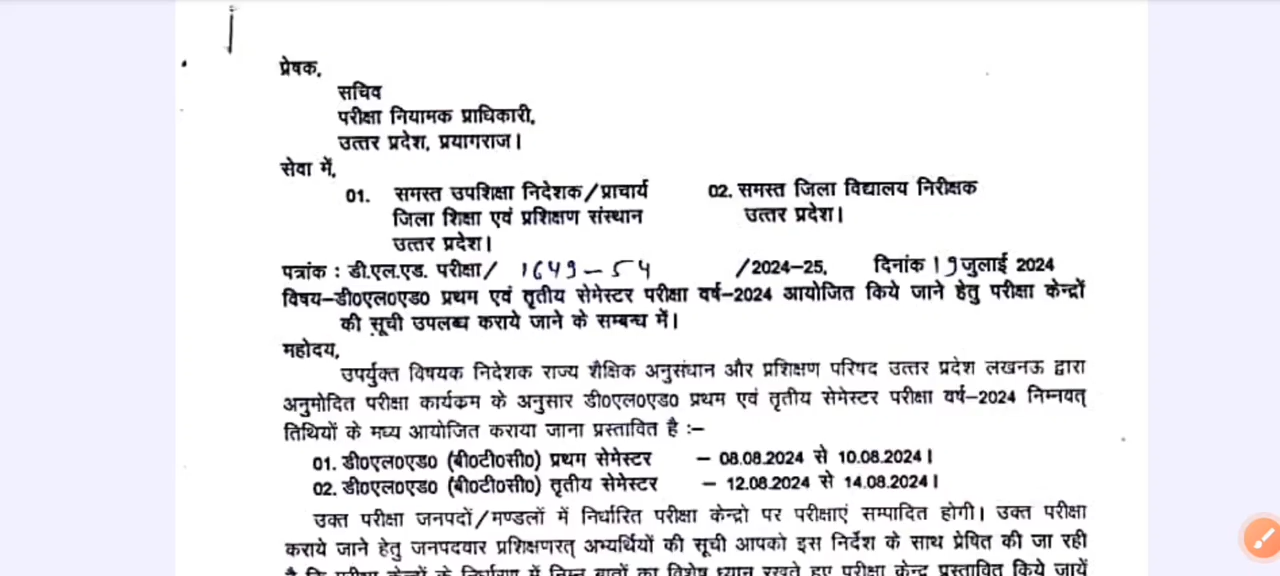 प्रेषक,
सचिव
परीक्षा नियामक प्राधिकारी,
उत्तर प्रदेश, प्रयागराज।
सेवा में,
01. समस्त उपशिक्षा निदेशक/प्राचार्य 02. समस्त जिला विद्यालय निरीक्षक
जिला शिक्षा एवं प्रशिक्षण संस्थान उत्तर प्रदेश।
उत्तर प्रदेश।
पत्रांक : डी.एल.एड. परीक्षा/ 1649-54 /2024-25, दिनांक 19 जुलाई 2024
विषय-डी0एल0एड0 प्रथम एवं तृतीय सेमेस्टर परीक्षा वर्ष-2024 आयोजित किये जाने हेतु परीक्षा केन्द्रों
की सूची उपलब्ध कराये जाने के सम्बन्ध में।
महोदय,
उपर्युक्त विषयक निदेशक राज्य शैक्षिक अनुसंधान और प्रशिक्षण परिषद उत्तर प्रदेश लखनऊ द्वारा
अनुमोदित परीक्षा कार्यक्रम के अनुसार डी0एल0एड0 प्रथम एवं तृतीय सेमेस्टर परीक्षा वर्ष-2024 निम्नवत्
तिथियों के मध्य आयोजित कराया जाना प्रस्तावित है :-
01. डी0एल0एड0 (बी0टी0सी0) प्रथम सेमेस्टर - 08.08.2024 से 10.08.2024।
02. डी0एल0एड0 (बी0टी0सी0) तृतीय सेमेस्टर - 12.08.2024 से 14.08.2024।
उक्त परीक्षा जनपदों/मण्डलों में निर्धारित परीक्षा केन्द्रो पर परीक्षाएं सम्पादित होगी। उक्त परीक्षा
कराये जाने हेतु जनपदवार प्रशिक्षणरत् अभ्यर्थियों की सूची आपको इस निर्देश के साथ प्रेषित की जा रही
है कि परीक्षा केन्द्रों के निर्धारण में निम्न बातों का विशेष ध्यान रखते हुए परीक्षा केन्द्र प्रस्तावित किये जायें